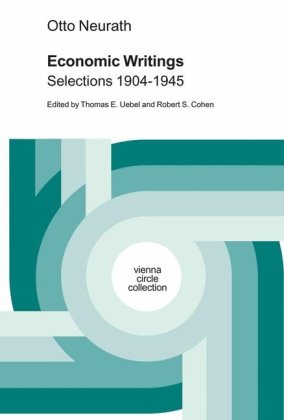 Otto Neurath
Economic Writings
Selections 1904-1945
Edited by Thomas E. Uebel and Robert S. Cohen
vienna
circle
collection